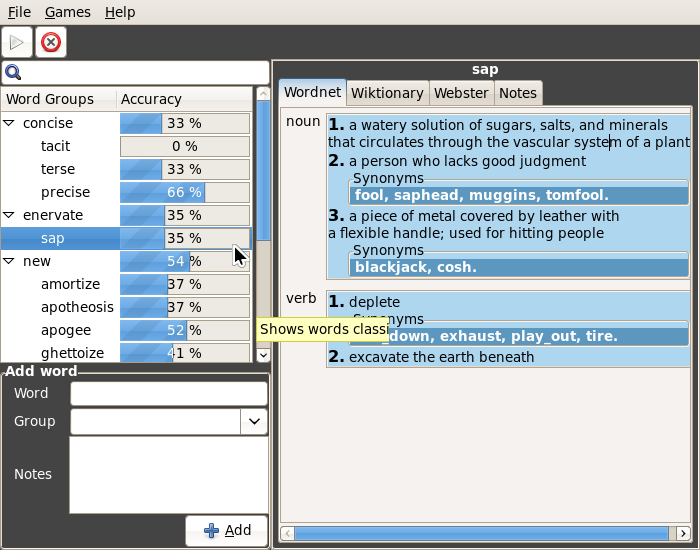 File Games Help
sap
Wordnet Wiktionary Webster Notes
Word Groups Accuracy
concise 33 %
tacit 0 %
terse 33 %
precise 66 %
enervate 35 %
sap 35 %
new 54 %
amortize 37 %
apotheosis 37 %
apogee 52 %
ghettoize 41 %
noun
1. a watery solution of sugars, salts, and minerals
that circulates through the vascular system of a plant
2. a person who lacks good judgment
Synonyms
fool, saphead, muggins, tomfool.
3. a piece of metal covered by leather with
a flexible handle; used for hitting people
Synonyms
blackjack, cosh.
verb
1. deplete
Synonyms
down, exhaust, play_out, tire.
2. excavate the earth beneath
Shows words classi
Add word
Word
Group
Notes
Add